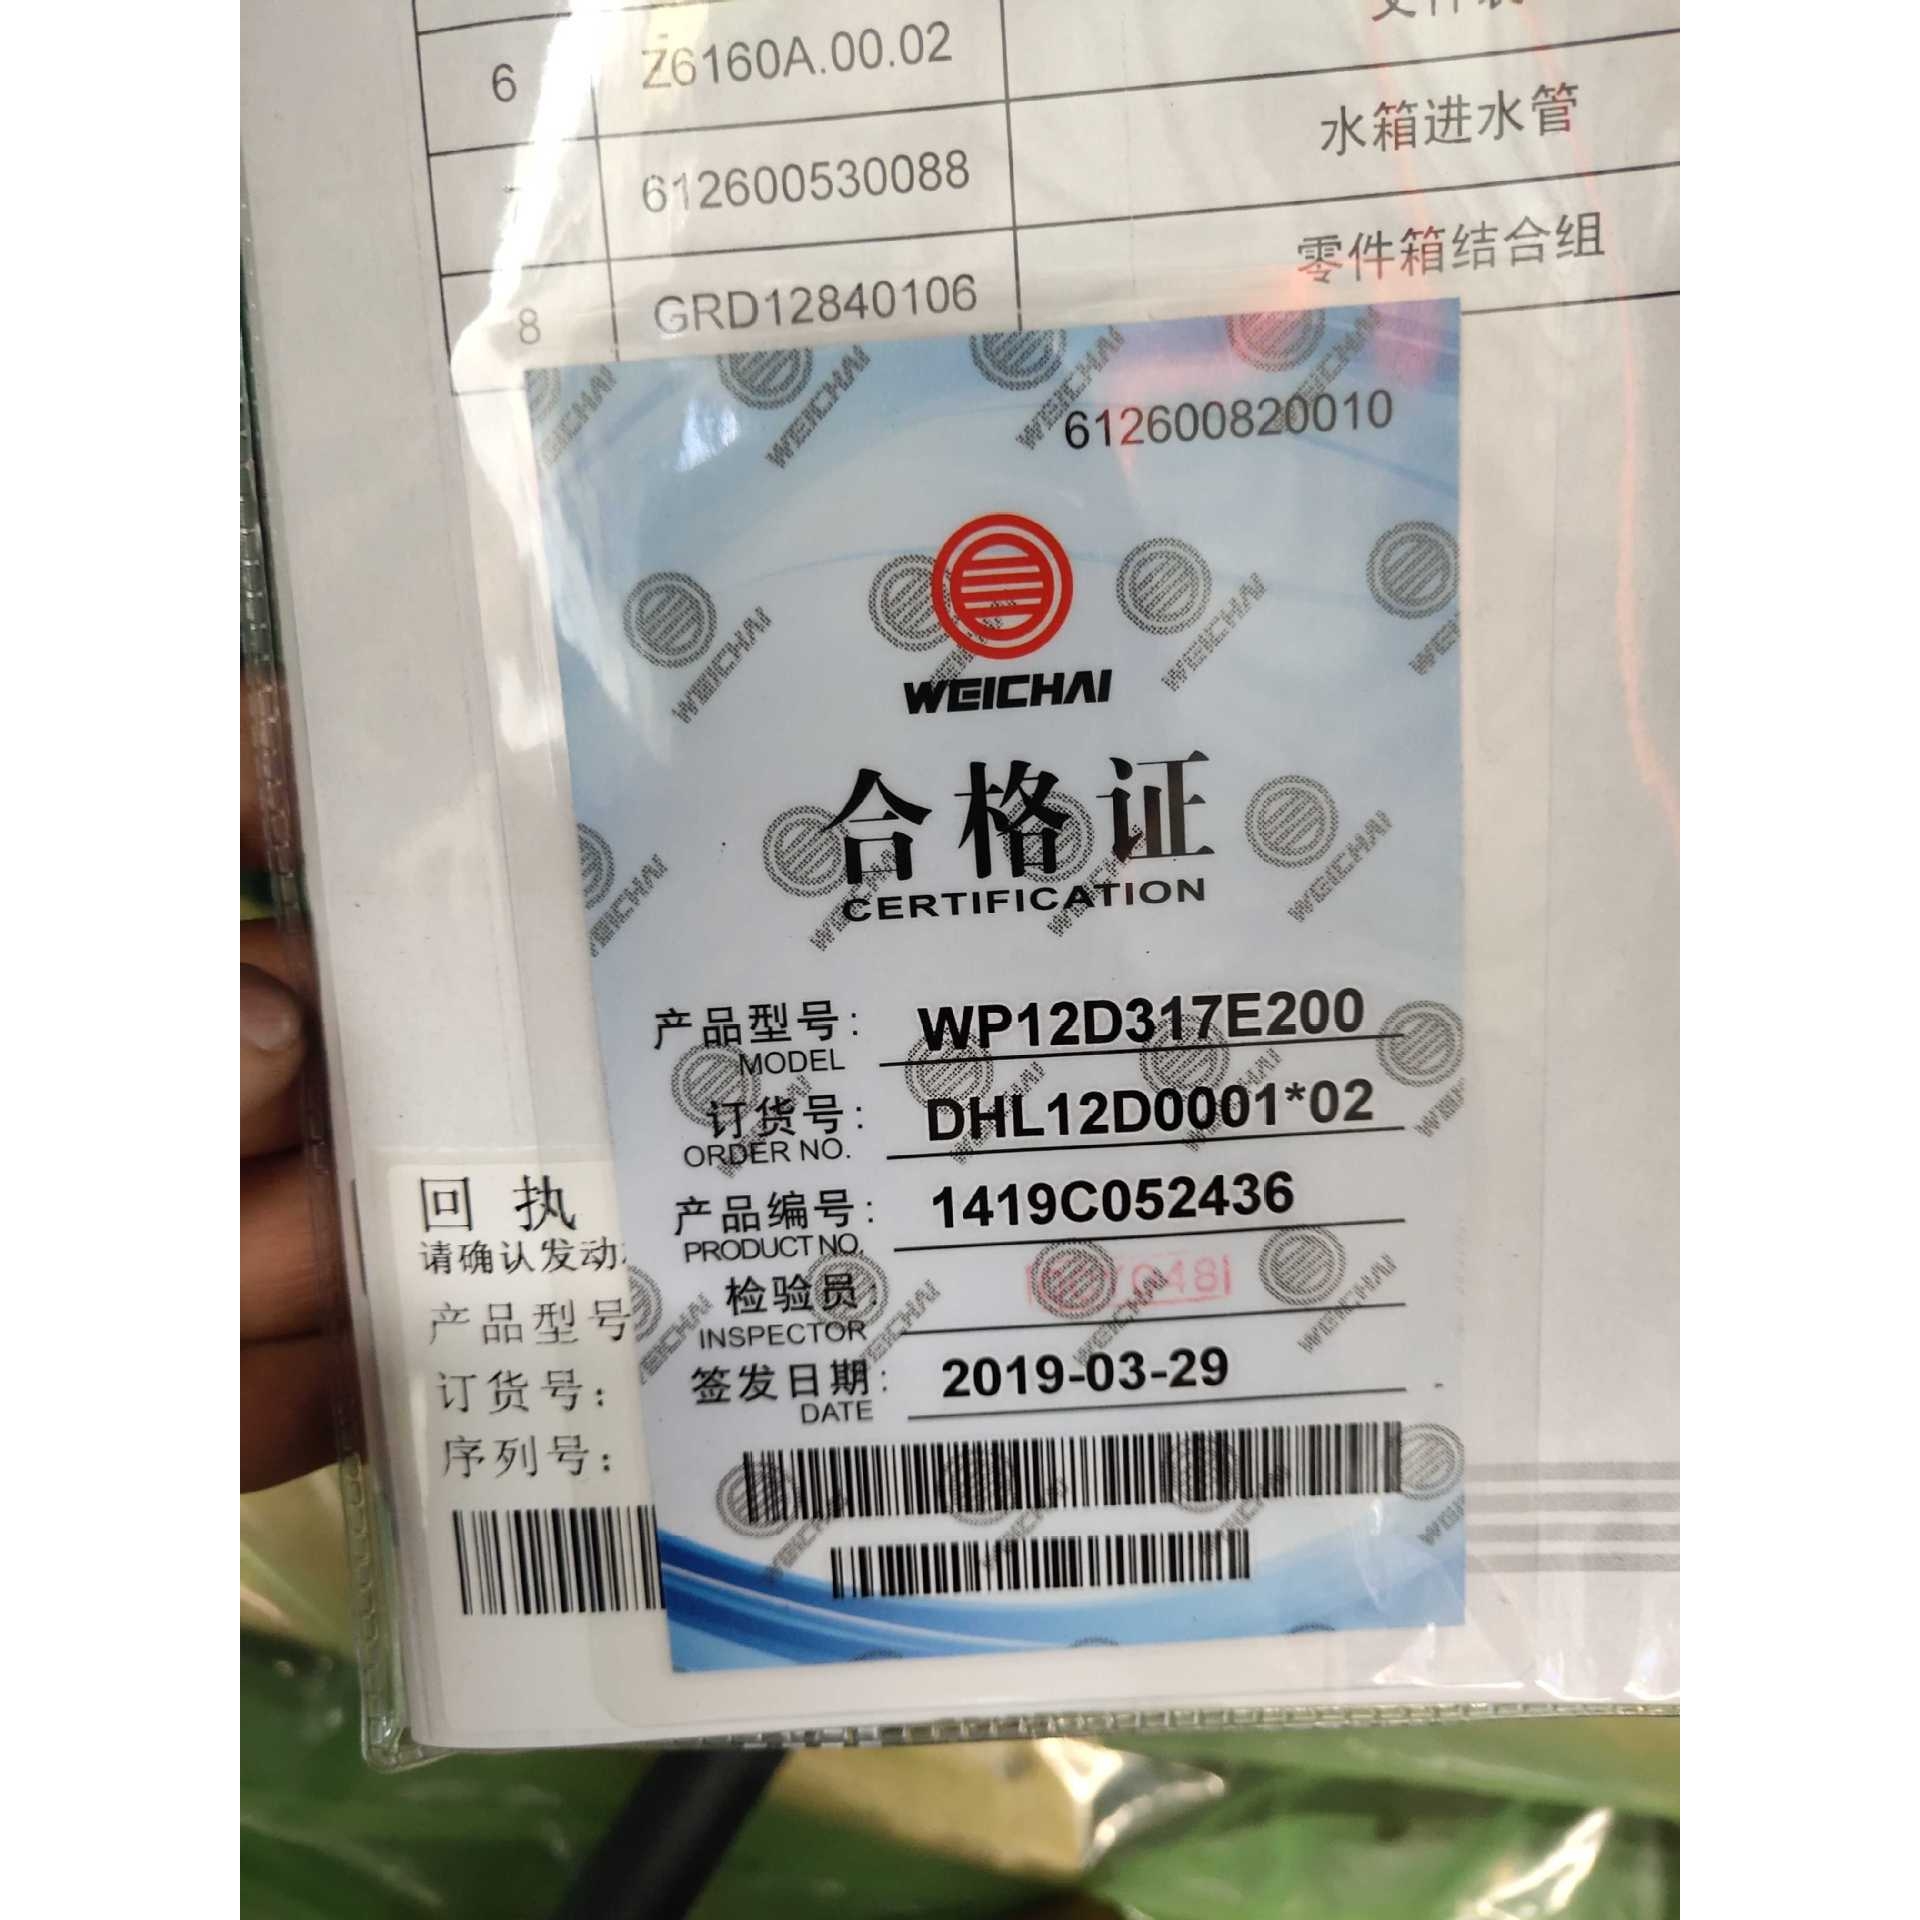 6 Z6160A.00.02
水箱进水管
612600530088
零件箱结合组
8 GRD12840106
612600820010
WEICHAI
合格证
CERTIFICATION
产品型号: WP12D317E200
MODEL
订货号: DHL12D0001*02
ORDER NO.
产品编号: 1419C052436
PRODUCT NO.
检验员:
INSPECTOR
签发日期: 2019-03-29
DATE
回执
请确认发动
产品型号
订货号:
序列号: